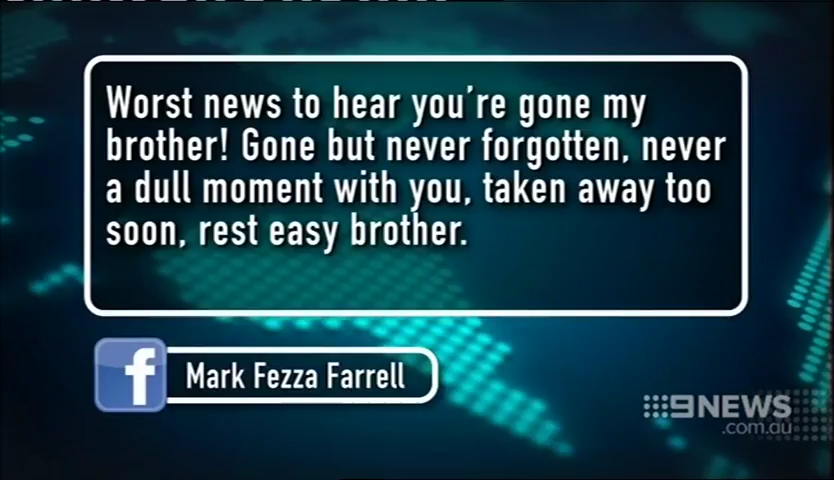 Worst news to hear you're gone my
brother! Gone but never forgotten, never
a dull moment with you, taken away too
soon, rest easy brother.
f
Mark Fezza Farrell
9NEWS
.com.au